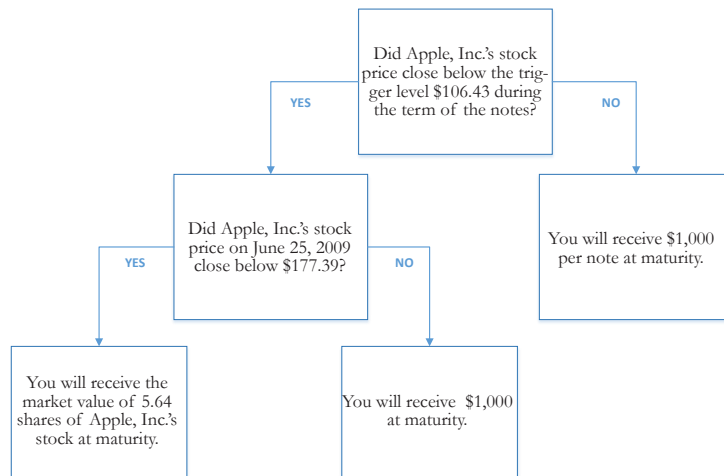 Did Apple, Inc.'s stock
price close below the trig-
ger level $106.43 during
the term of the notes?
YES
NO
Did Apple, Inc.'s stock
price on June 25, 2009
close below $177.39?
You will receive $1,000
per note at maturity.
YES
NO
You will receive the
market value of 5.64
shares of Apple, Inc.'s
stock at maturity.
You will receive $1,000
at maturity.